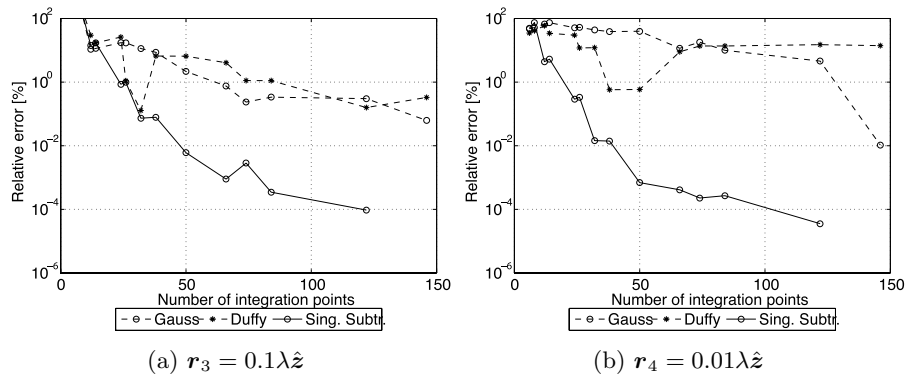 10^2
10^0
10^-2
10^-4
10^-6
Relative error [%]
0 50 100 150
Number of integration points
Gauss Duffy Sing. Subtr.
(a) r_3 = 0.1λẑ
10^2
10^0
10^-2
10^-4
10^-6
Relative error [%]
0 50 100 150
Number of integration points
Gauss Duffy Sing. Subtr.
(b) r_4 = 0.01λẑ